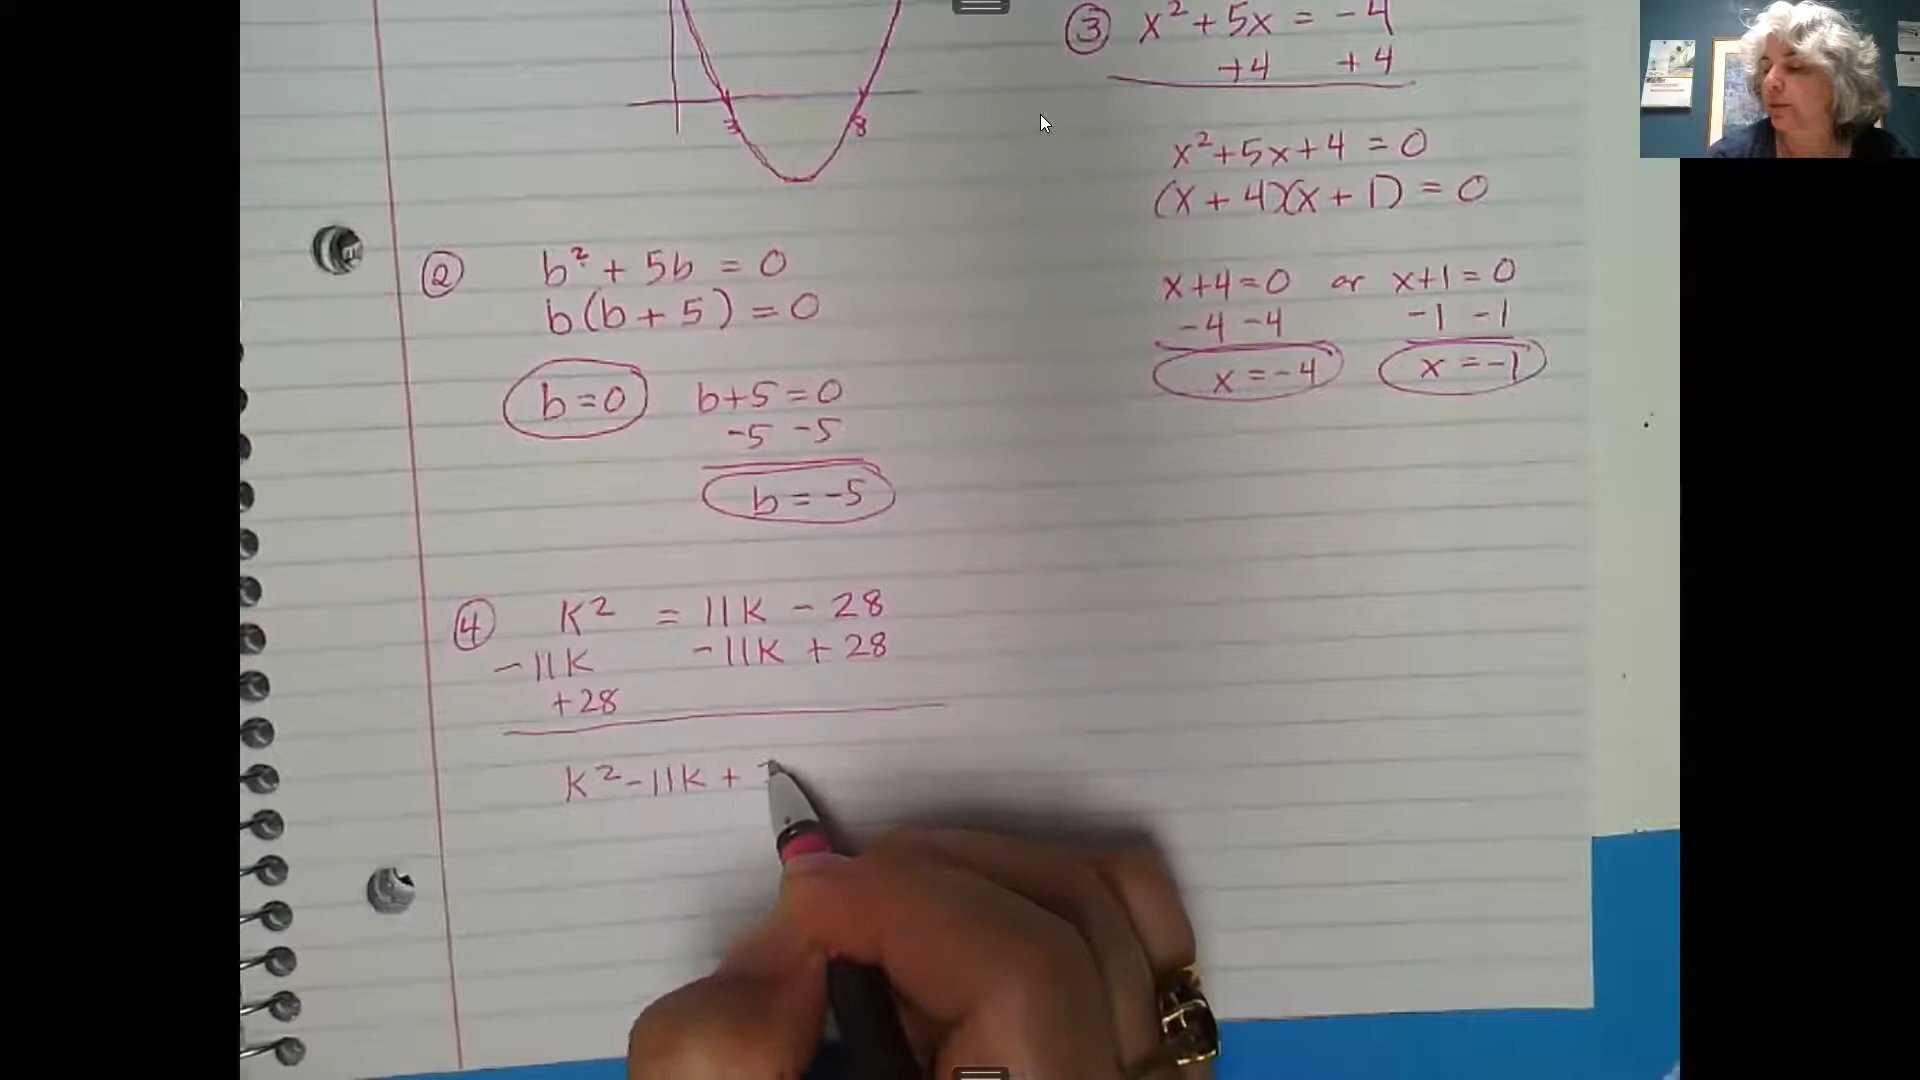 3 8
② b² + 5b = 0
b(b + 5) = 0
b = 0 b+5 = 0
-5 -5
b = -5
③ x² + 5x = -4
+4 +4
x² + 5x + 4 = 0
(x + 4)(x + 1) = 0
x+4 = 0 or x+1 = 0
-4 -4 -1 -1
x = -4 x = -1
④ k² = 11k - 28
-11k -11k + 28
+28
k² - 11k +